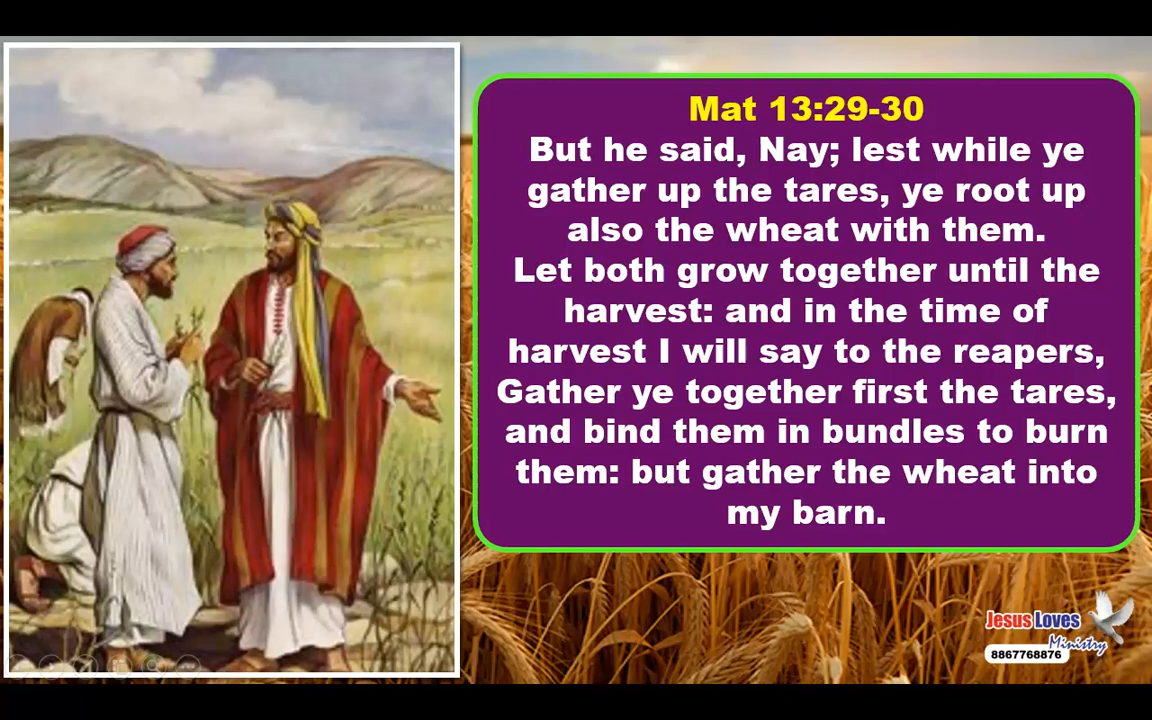 Mat 13:29-30
But he said, Nay; lest while ye
gather up the tares, ye root up
also the wheat with them.
Let both grow together until the
harvest: and in the time of
harvest I will say to the reapers,
Gather ye together first the tares,
and bind them in bundles to burn
them: but gather the wheat into
my barn.
Jesus Loves
Ministry
8867768876